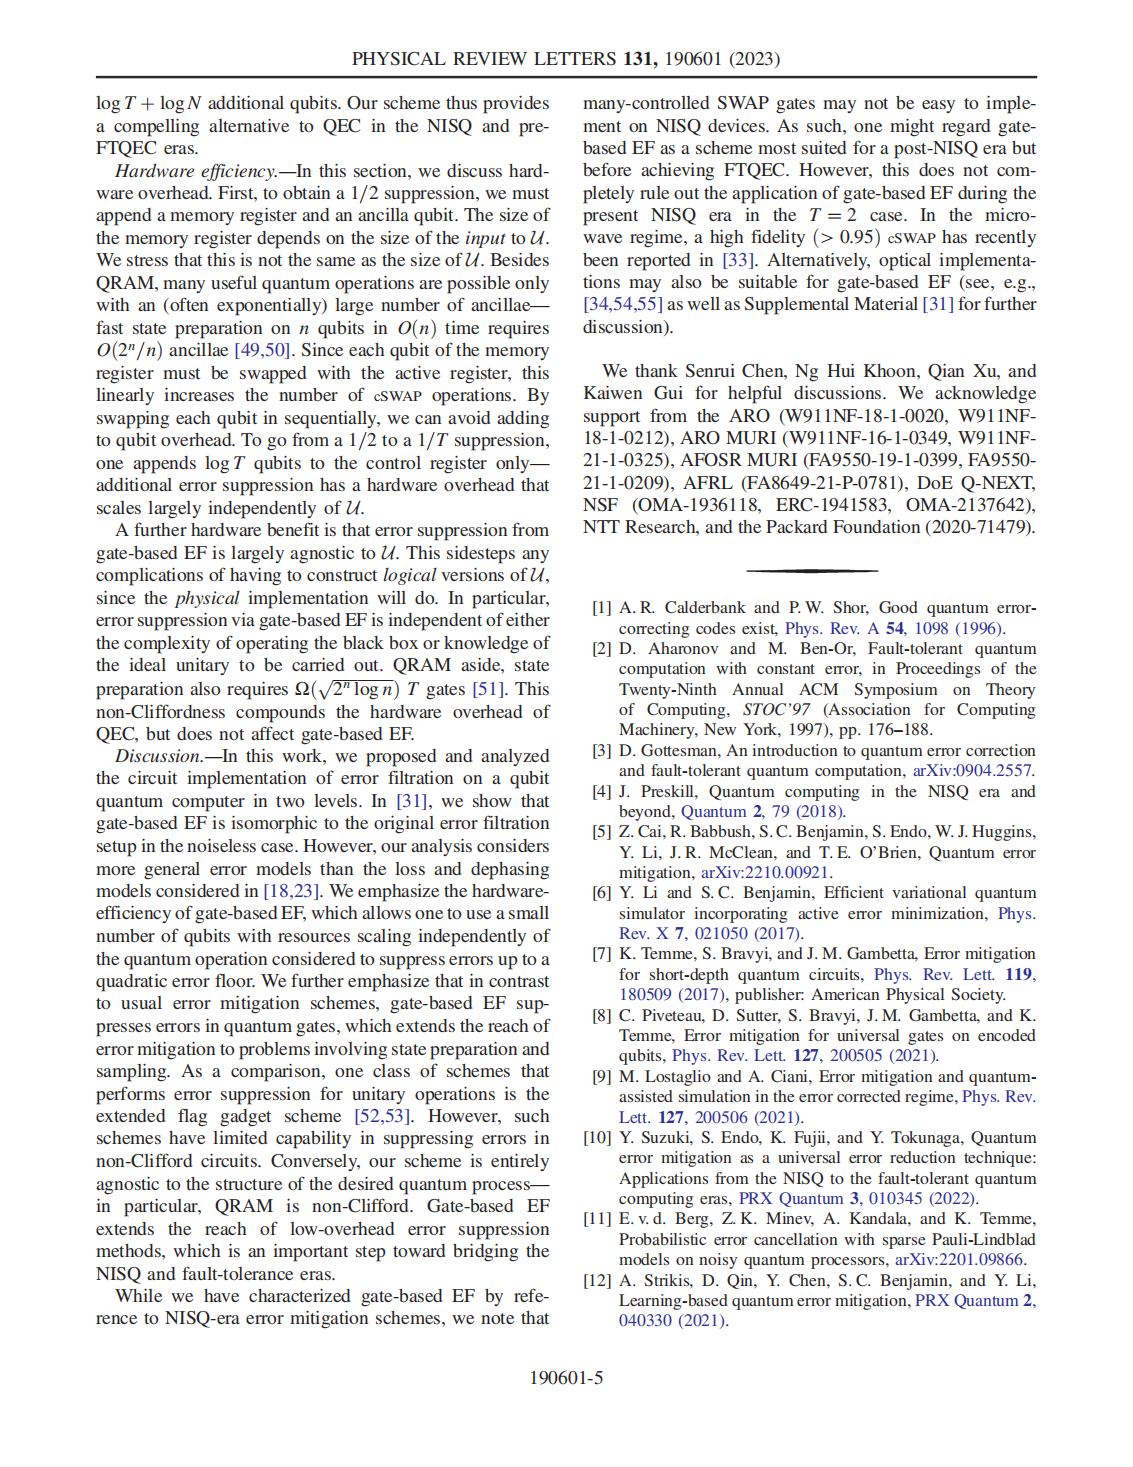 PHYSICAL REVIEW LETTERS 131, 190601 (2023)
log T + log N additional qubits. Our scheme thus provides
a compelling alternative to QEC in the NISQ and pre-
FTQEC eras.
Hardware efficiency.—In this section, we discuss hard-
ware overhead. First, to obtain a 1/2 suppression, we must
append a memory register and an ancilla qubit. The size of
the memory register depends on the size of the input to 𝒰.
We stress that this is not the same as the size of 𝒰. Besides
QRAM, many useful quantum operations are possible only
with an (often exponentially) large number of ancillae—
fast state preparation on n qubits in O(n) time requires
O(2ⁿ/n) ancillae [49,50]. Since each qubit of the memory
register must be swapped with the active register, this
linearly increases the number of cSWAP operations. By
swapping each qubit in sequentially, we can avoid adding
to qubit overhead. To go from a 1/2 to a 1/T suppression,
one appends log T qubits to the control register only—
additional error suppression has a hardware overhead that
scales largely independently of 𝒰.
A further hardware benefit is that error suppression from
gate-based EF is largely agnostic to 𝒰. This sidesteps any
complications of having to construct logical versions of 𝒰,
since the physical implementation will do. In particular,
error suppression via gate-based EF is independent of either
the complexity of operating the black box or knowledge of
the ideal unitary to be carried out. QRAM aside, state
preparation also requires Ω(√2ⁿ log n) T gates [51]. This
non-Cliffordness compounds the hardware overhead of
QEC, but does not affect gate-based EF.
Discussion.—In this work, we proposed and analyzed
the circuit implementation of error filtration on a qubit
quantum computer in two levels. In [31], we show that
gate-based EF is isomorphic to the original error filtration
setup in the noiseless case. However, our analysis considers
more general error models than the loss and dephasing
models considered in [18,23]. We emphasize the hardware-
efficiency of gate-based EF, which allows one to use a small
number of qubits with resources scaling independently of
the quantum operation considered to suppress errors up to a
quadratic error floor. We further emphasize that in contrast
to usual error mitigation schemes, gate-based EF sup-
presses errors in quantum gates, which extends the reach of
error mitigation to problems involving state preparation and
sampling. As a comparison, one class of schemes that
performs error suppression for unitary operations is the
extended flag gadget scheme [52,53]. However, such
schemes have limited capability in suppressing errors in
non-Clifford circuits. Conversely, our scheme is entirely
agnostic to the structure of the desired quantum process—
in particular, QRAM is non-Clifford. Gate-based EF
extends the reach of low-overhead error suppression
methods, which is an important step toward bridging the
NISQ and fault-tolerance eras.
While we have characterized gate-based EF by refe-
rence to NISQ-era error mitigation schemes, we note that
many-controlled SWAP gates may not be easy to imple-
ment on NISQ devices. As such, one might regard gate-
based EF as a scheme most suited for a post-NISQ era but
before achieving FTQEC. However, this does not com-
pletely rule out the application of gate-based EF during the
present NISQ era in the T = 2 case. In the micro-
wave regime, a high fidelity (> 0.95) cSWAP has recently
been reported in [33]. Alternatively, optical implementa-
tions may also be suitable for gate-based EF (see, e.g.,
[34,54,55] as well as Supplemental Material [31] for further
discussion).
We thank Senrui Chen, Ng Hui Khoon, Qian Xu, and
Kaiwen Gui for helpful discussions. We acknowledge
support from the ARO (W911NF-18-1-0020, W911NF-
18-1-0212), ARO MURI (W911NF-16-1-0349, W911NF-
21-1-0325), AFOSR MURI (FA9550-19-1-0399, FA9550-
21-1-0209), AFRL (FA8649-21-P-0781), DoE Q-NEXT,
NSF (OMA-1936118, ERC-1941583, OMA-2137642),
NTT Research, and the Packard Foundation (2020-71479).
[1] A. R. Calderbank and P. W. Shor, Good quantum error-
correcting codes exist, Phys. Rev. A 54, 1098 (1996).
[2] D. Aharonov and M. Ben-Or, Fault-tolerant quantum
computation with constant error, in Proceedings of the
Twenty-Ninth Annual ACM Symposium on Theory
of Computing, STOC'97 (Association for Computing
Machinery, New York, 1997), pp. 176–188.
[3] D. Gottesman, An introduction to quantum error correction
and fault-tolerant quantum computation, arXiv:0904.2557.
[4] J. Preskill, Quantum computing in the NISQ era and
beyond, Quantum 2, 79 (2018).
[5] Z. Cai, R. Babbush, S. C. Benjamin, S. Endo, W. J. Huggins,
Y. Li, J. R. McClean, and T. E. O'Brien, Quantum error
mitigation, arXiv:2210.00921.
[6] Y. Li and S. C. Benjamin, Efficient variational quantum
simulator incorporating active error minimization, Phys.
Rev. X 7, 021050 (2017).
[7] K. Temme, S. Bravyi, and J. M. Gambetta, Error mitigation
for short-depth quantum circuits, Phys. Rev. Lett. 119,
180509 (2017), publisher: American Physical Society.
[8] C. Piveteau, D. Sutter, S. Bravyi, J. M. Gambetta, and K.
Temme, Error mitigation for universal gates on encoded
qubits, Phys. Rev. Lett. 127, 200505 (2021).
[9] M. Lostaglio and A. Ciani, Error mitigation and quantum-
assisted simulation in the error corrected regime, Phys. Rev.
Lett. 127, 200506 (2021).
[10] Y. Suzuki, S. Endo, K. Fujii, and Y. Tokunaga, Quantum
error mitigation as a universal error reduction technique:
Applications from the NISQ to the fault-tolerant quantum
computing eras, PRX Quantum 3, 010345 (2022).
[11] E. v. d. Berg, Z. K. Minev, A. Kandala, and K. Temme,
Probabilistic error cancellation with sparse Pauli-Lindblad
models on noisy quantum processors, arXiv:2201.09866.
[12] A. Strikis, D. Qin, Y. Chen, S. C. Benjamin, and Y. Li,
Learning-based quantum error mitigation, PRX Quantum 2,
040330 (2021).
190601-5